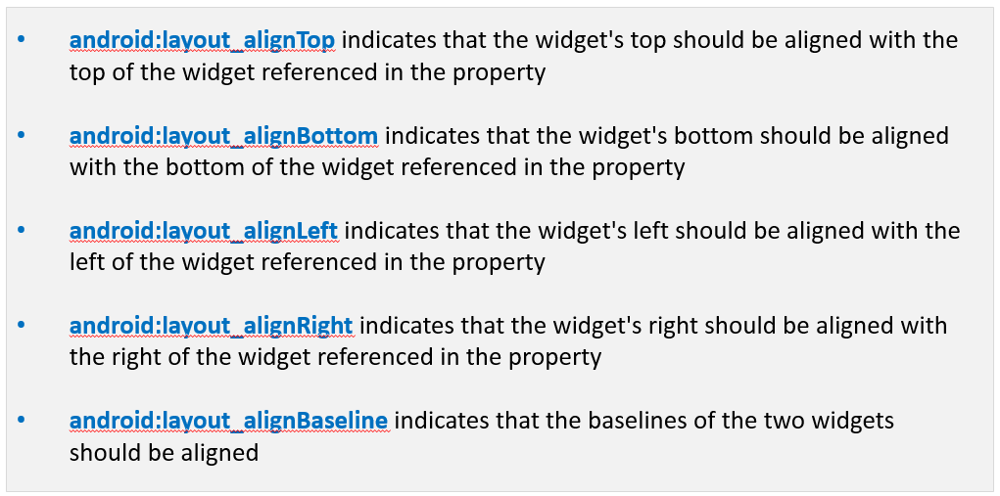 • android:layout_alignTop indicates that the widget's top should be aligned with the
top of the widget referenced in the property
• android:layout_alignBottom indicates that the widget's bottom should be aligned
with the bottom of the widget referenced in the property
• android:layout_alignLeft indicates that the widget's left should be aligned with the
left of the widget referenced in the property
• android:layout_alignRight indicates that the widget's right should be aligned with
the right of the widget referenced in the property
• android:layout_alignBaseline indicates that the baselines of the two widgets
should be aligned